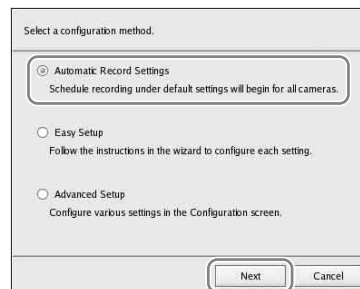 Select a configuration method.
Automatic Record Settings
Schedule recording under default settings will begin for all cameras.
Easy Setup
Follow the instructions in the wizard to configure each setting.
Advanced Setup
Configure various settings in the Configuration screen.
Next
Cancel